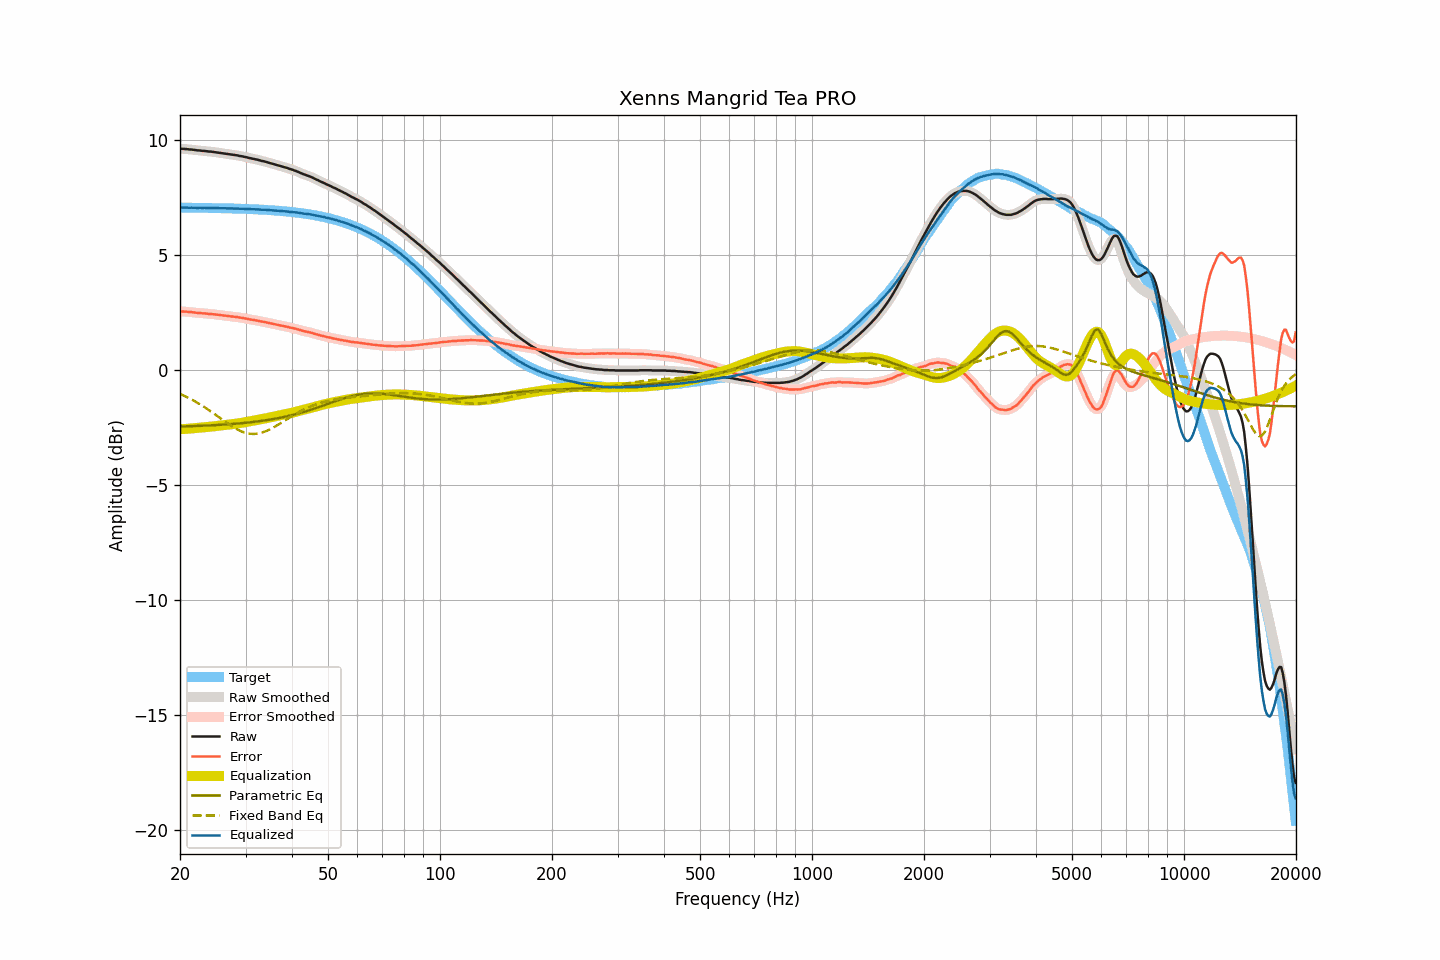 Xenns Mangrid Tea PRO
10
5
0
−5
−10
−15
−20
Amplitude (dBr)
Target
Raw Smoothed
Error Smoothed
Raw
Error
Equalization
Parametric Eq
Fixed Band Eq
Equalized
20 50 100 200 500 1000 2000 5000 10000 20000
Frequency (Hz)